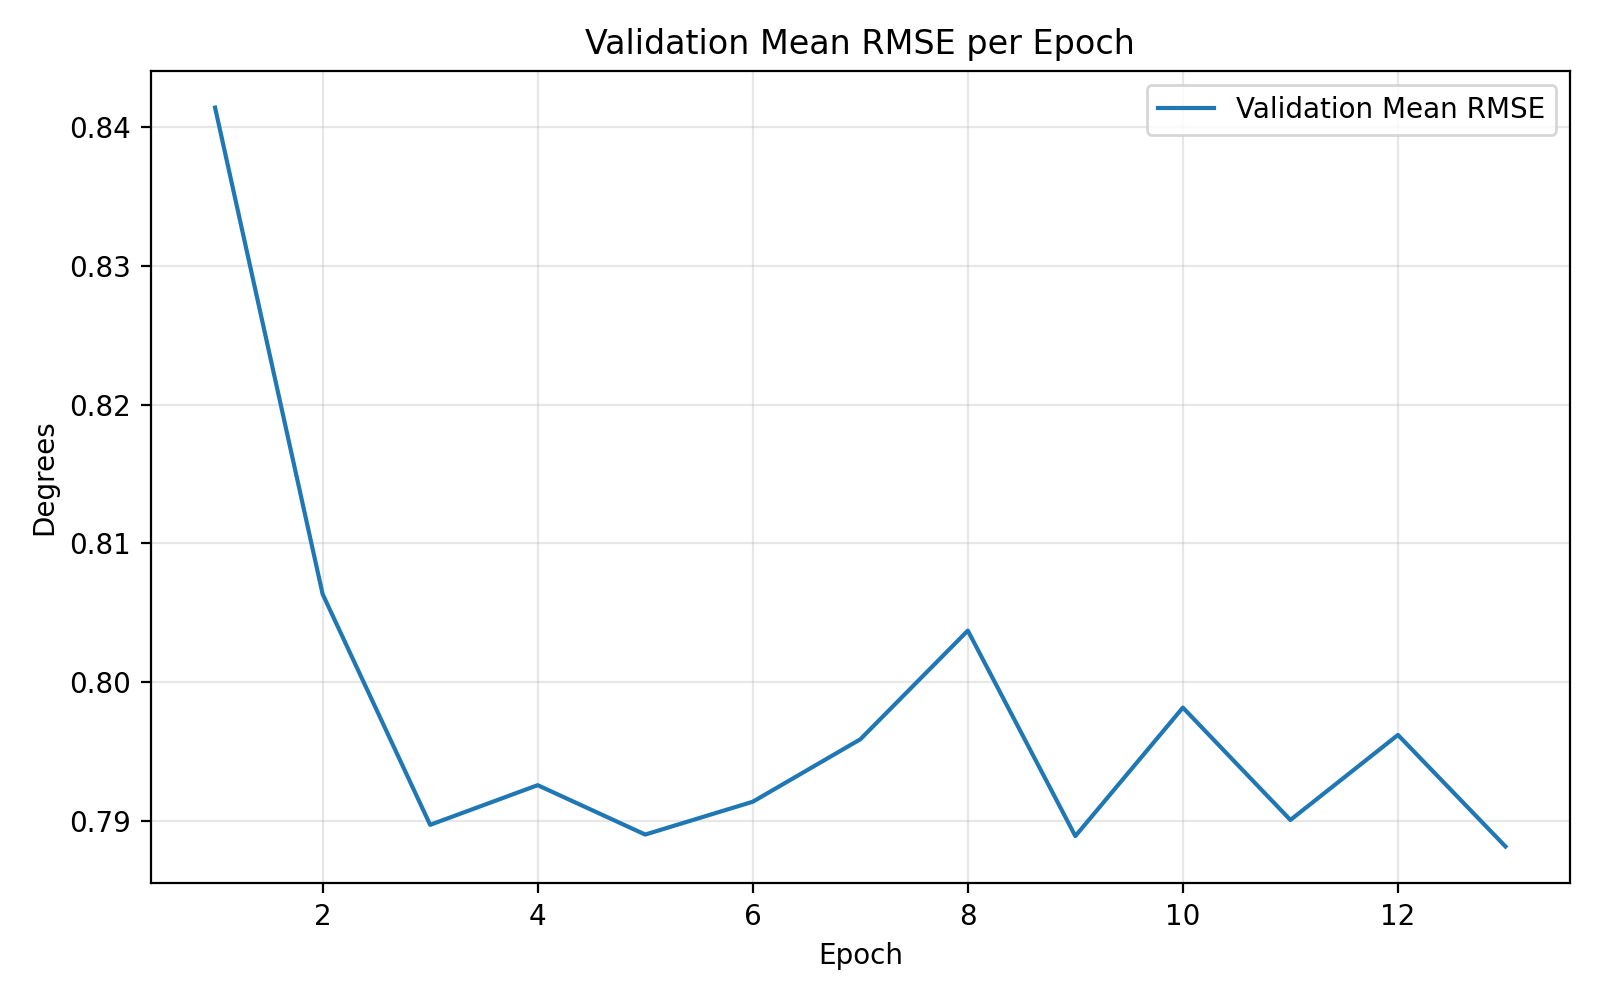 Validation Mean RMSE per Epoch
Validation Mean RMSE
0.84
0.83
0.82
0.81
0.80
0.79
Degrees
2 4 6 8 10 12
Epoch